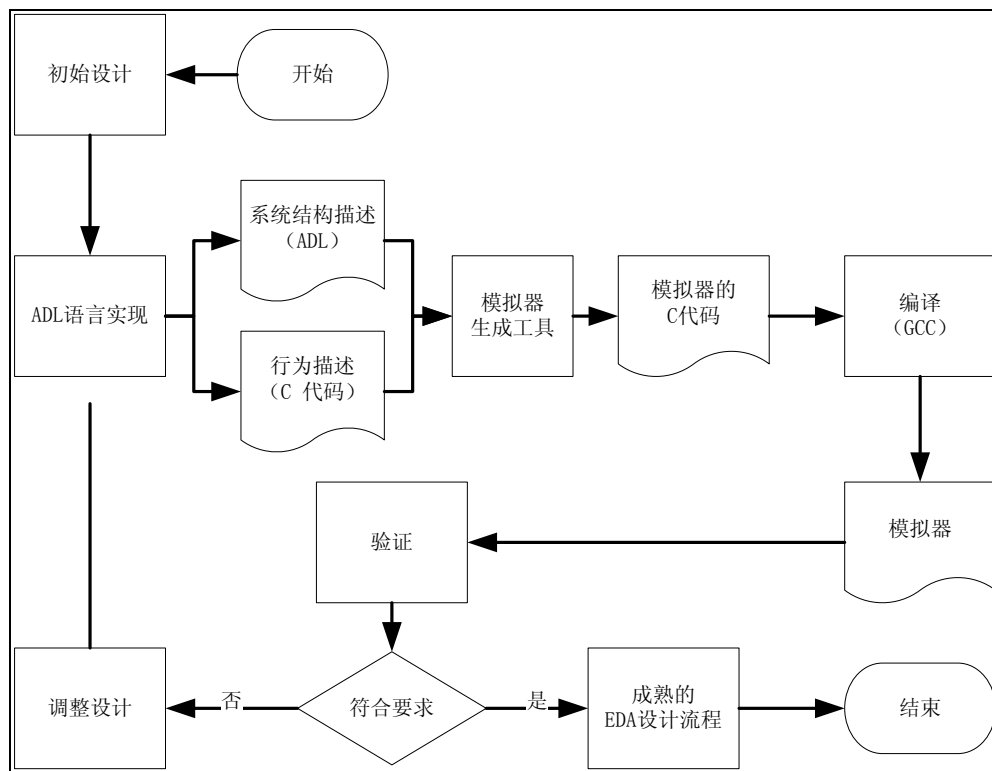 初始设计
开始
系统结构描述
（ADL）
ADL语言实现
模拟器
生成工具
模拟器的
C代码
编译
（GCC）
行为描述
（C 代码）
验证
模拟器
调整设计
否
符合要求
是
成熟的
EDA设计流程
结束